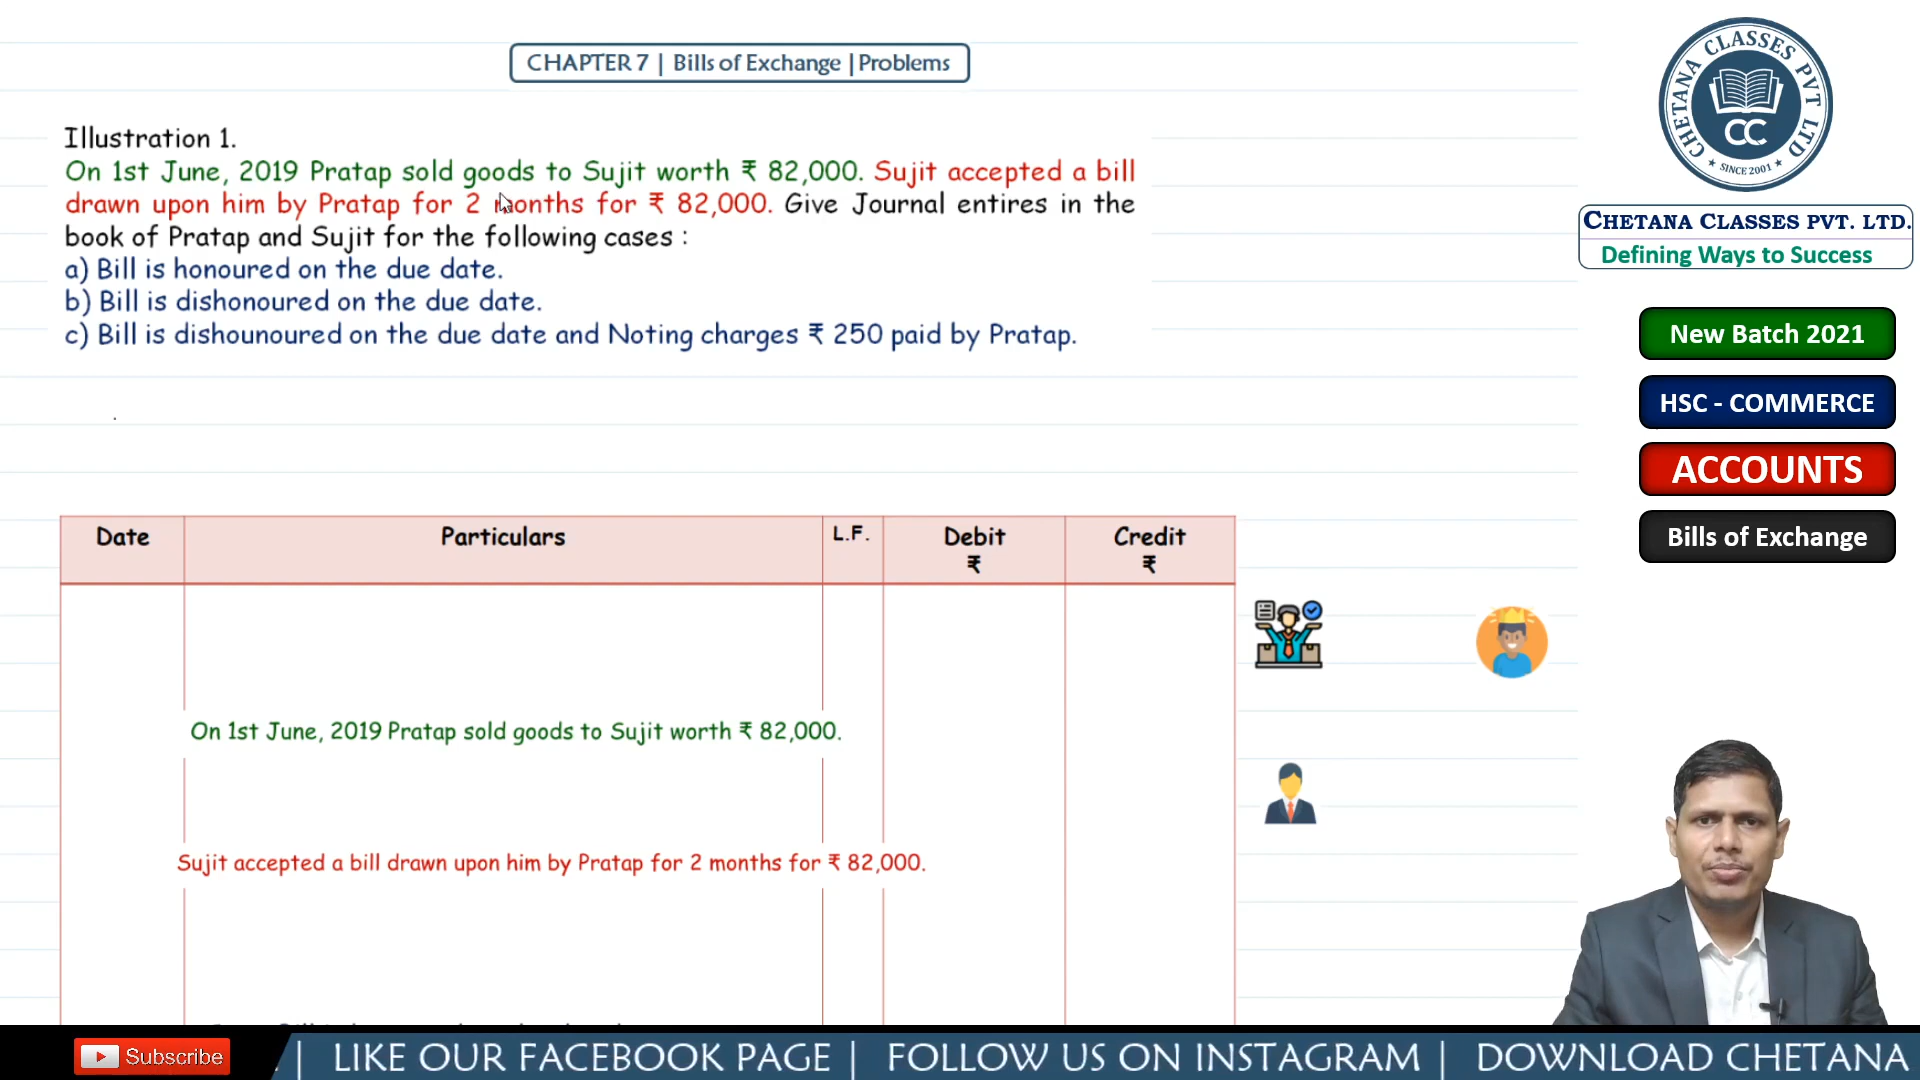 CHAPTER 7 | Bills of Exchange | Problems
Illustration 1.
On 1st June, 2019 Pratap sold goods to Sujit worth ₹ 82,000. Sujit accepted a bill
drawn upon him by Pratap for 2 months for ₹ 82,000. Give Journal entires in the
book of Pratap and Sujit for the following cases :
a) Bill is honoured on the due date.
b) Bill is dishonoured on the due date.
c) Bill is dishounoured on the due date and Noting charges ₹ 250 paid by Pratap.
Date Particulars L.F. Debit Credit
₹ ₹
On 1st June, 2019 Pratap sold goods to Sujit worth ₹ 82,000.
Sujit accepted a bill drawn upon him by Pratap for 2 months for ₹ 82,000.
CHETANA CLASSES PVT LTD
CC
SINCE 2001
CHETANA CLASSES PVT. LTD.
Defining Ways to Success
New Batch 2021
HSC - COMMERCE
ACCOUNTS
Bills of Exchange
Subscribe | LIKE OUR FACEBOOK PAGE | FOLLOW US ON INSTAGRAM | DOWNLOAD CHETANA